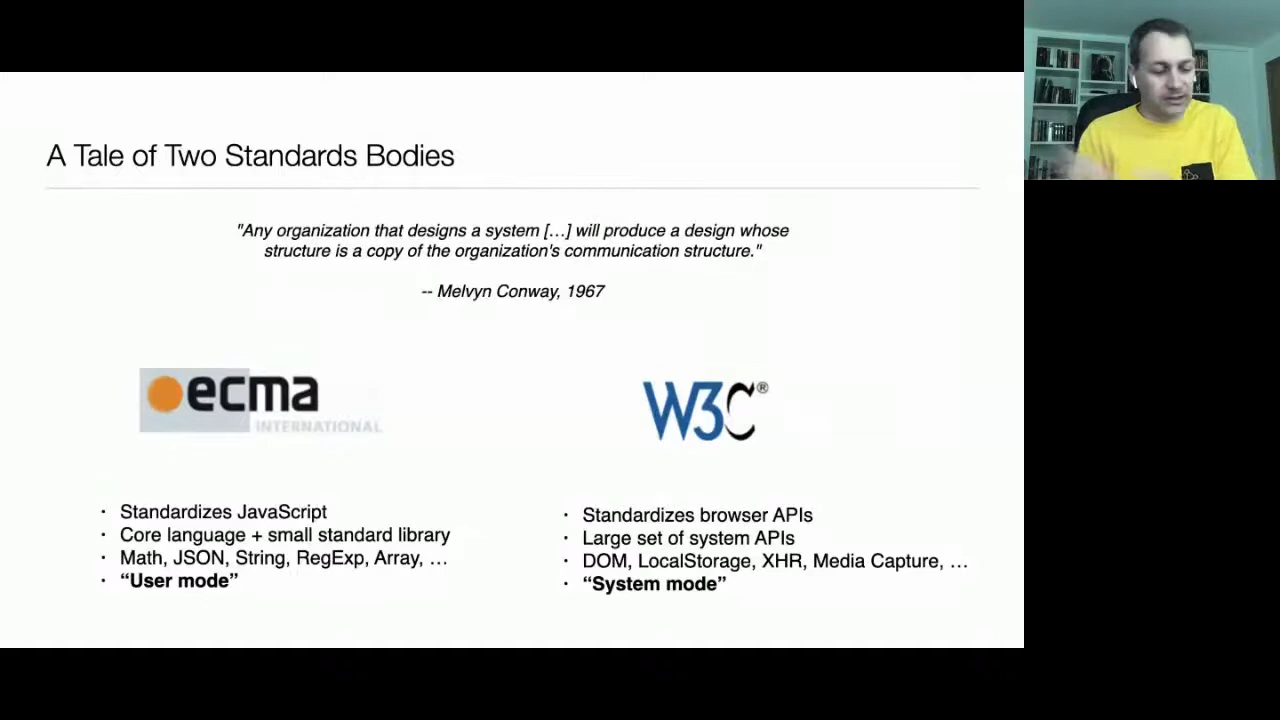 A Tale of Two Standards Bodies
"Any organization that designs a system […] will produce a design whose
structure is a copy of the organization's communication structure."
-- Melvyn Conway, 1967
ecma
INTERNATIONAL
W3C®
· Standardizes JavaScript
· Core language + small standard library
· Math, JSON, String, RegExp, Array, …
· “User mode”
· Standardizes browser APIs
· Large set of system APIs
· DOM, LocalStorage, XHR, Media Capture, …
· “System mode”